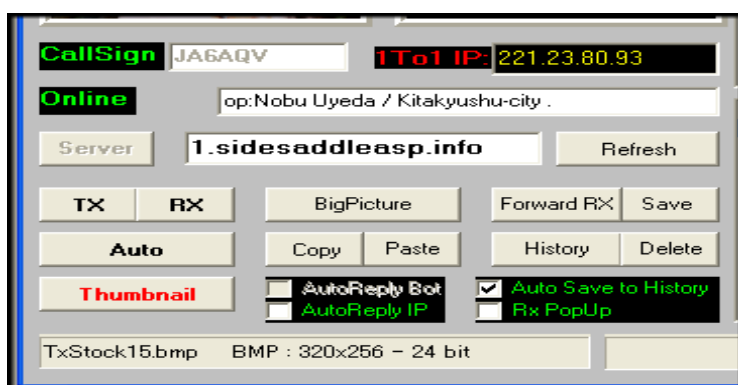 CallSign JA6AQV 1To1 IP: 221.23.80.93
Online op:Nobu Uyeda / Kitakyushu-city .
Server 1.sidesaddleasp.info Refresh
TX RX BigPicture Forward RX Save
Auto Copy Paste History Delete
Thumbnail AutoReply Bot Auto Save to History
AutoReply IP Rx PopUp
TxStock15.bmp BMP : 320x256 - 24 bit